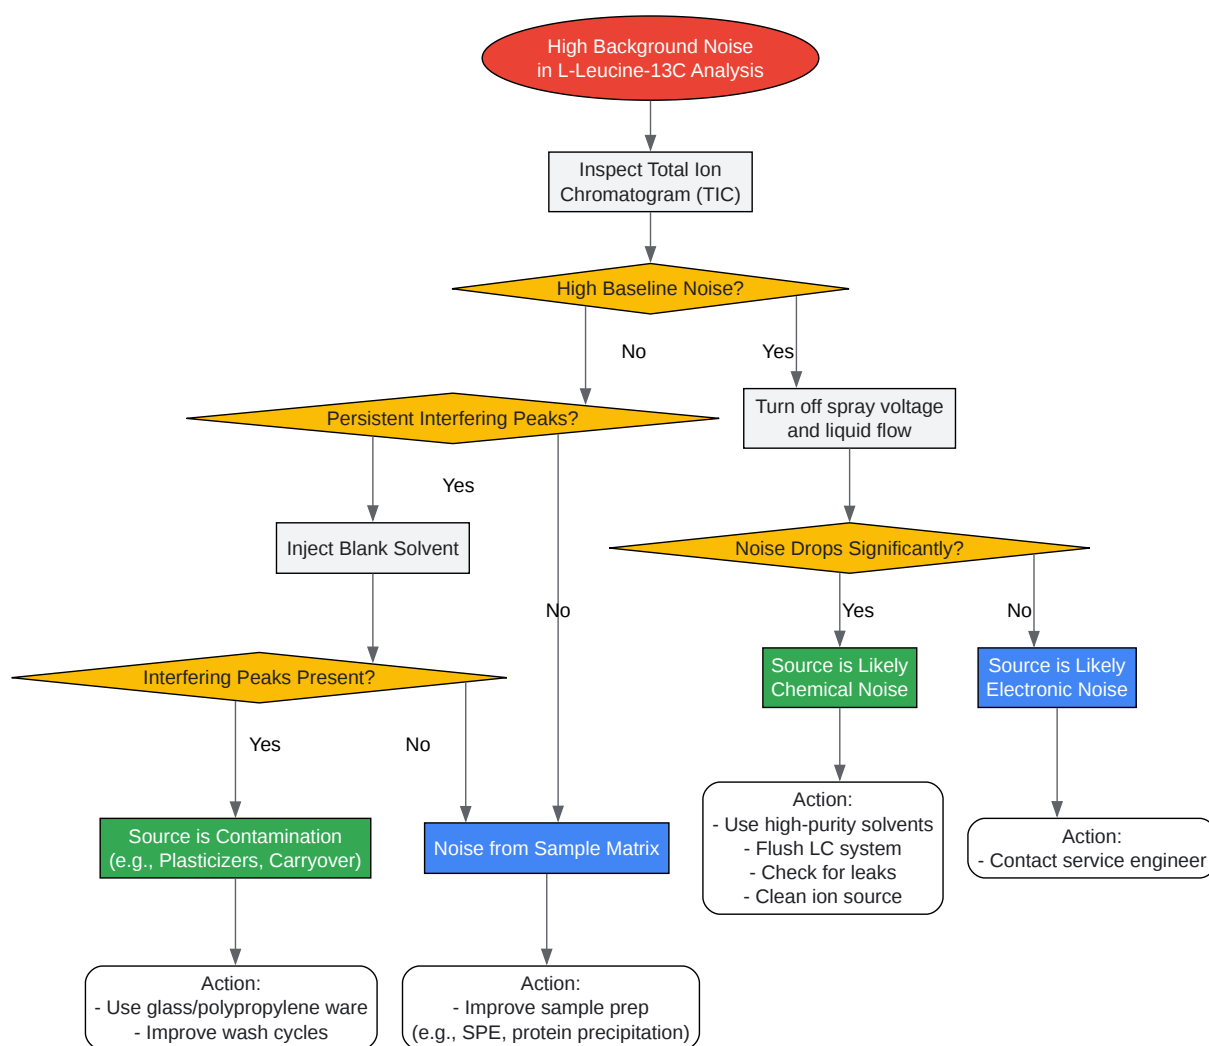 High Background Noise
in L-Leucine-13C Analysis
Inspect Total Ion
Chromatogram (TIC)
High Baseline Noise?
No
Yes
Persistent Interfering Peaks?
Turn off spray voltage
and liquid flow
Yes
Inject Blank Solvent
Noise Drops Significantly?
No
Yes
No
Interfering Peaks Present?
Source is Likely
Chemical Noise
Source is Likely
Electronic Noise
Yes
No
Action:
- Use high-purity solvents
- Flush LC system
- Check for leaks
- Clean ion source
Action:
- Contact service engineer
Source is Contamination
(e.g., Plasticizers, Carryover)
Noise from Sample Matrix
Action:
- Use glass/polypropylene ware
- Improve wash cycles
Action:
- Improve sample prep
(e.g., SPE, protein precipitation)